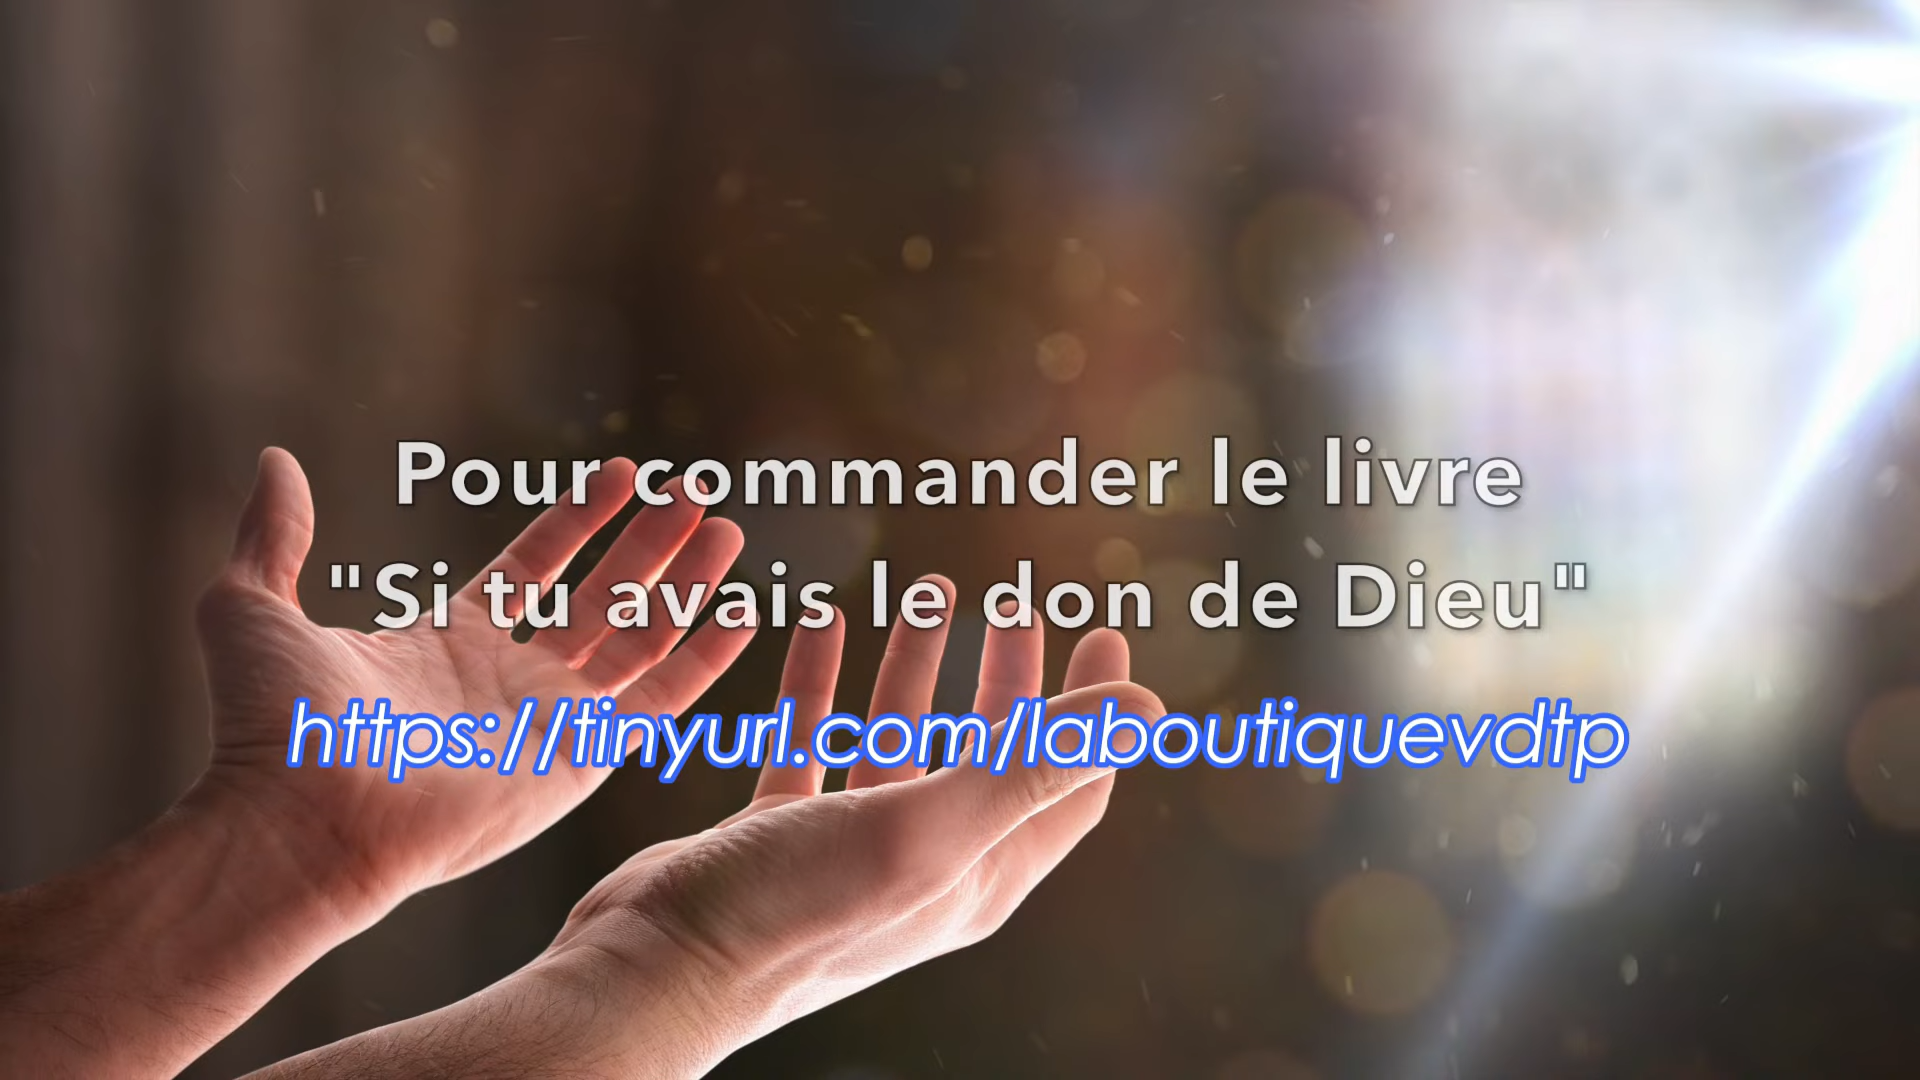 Pour commander le livre
"Si tu avais le don de Dieu"
https://tinyurl.com/laboutiquevdtp